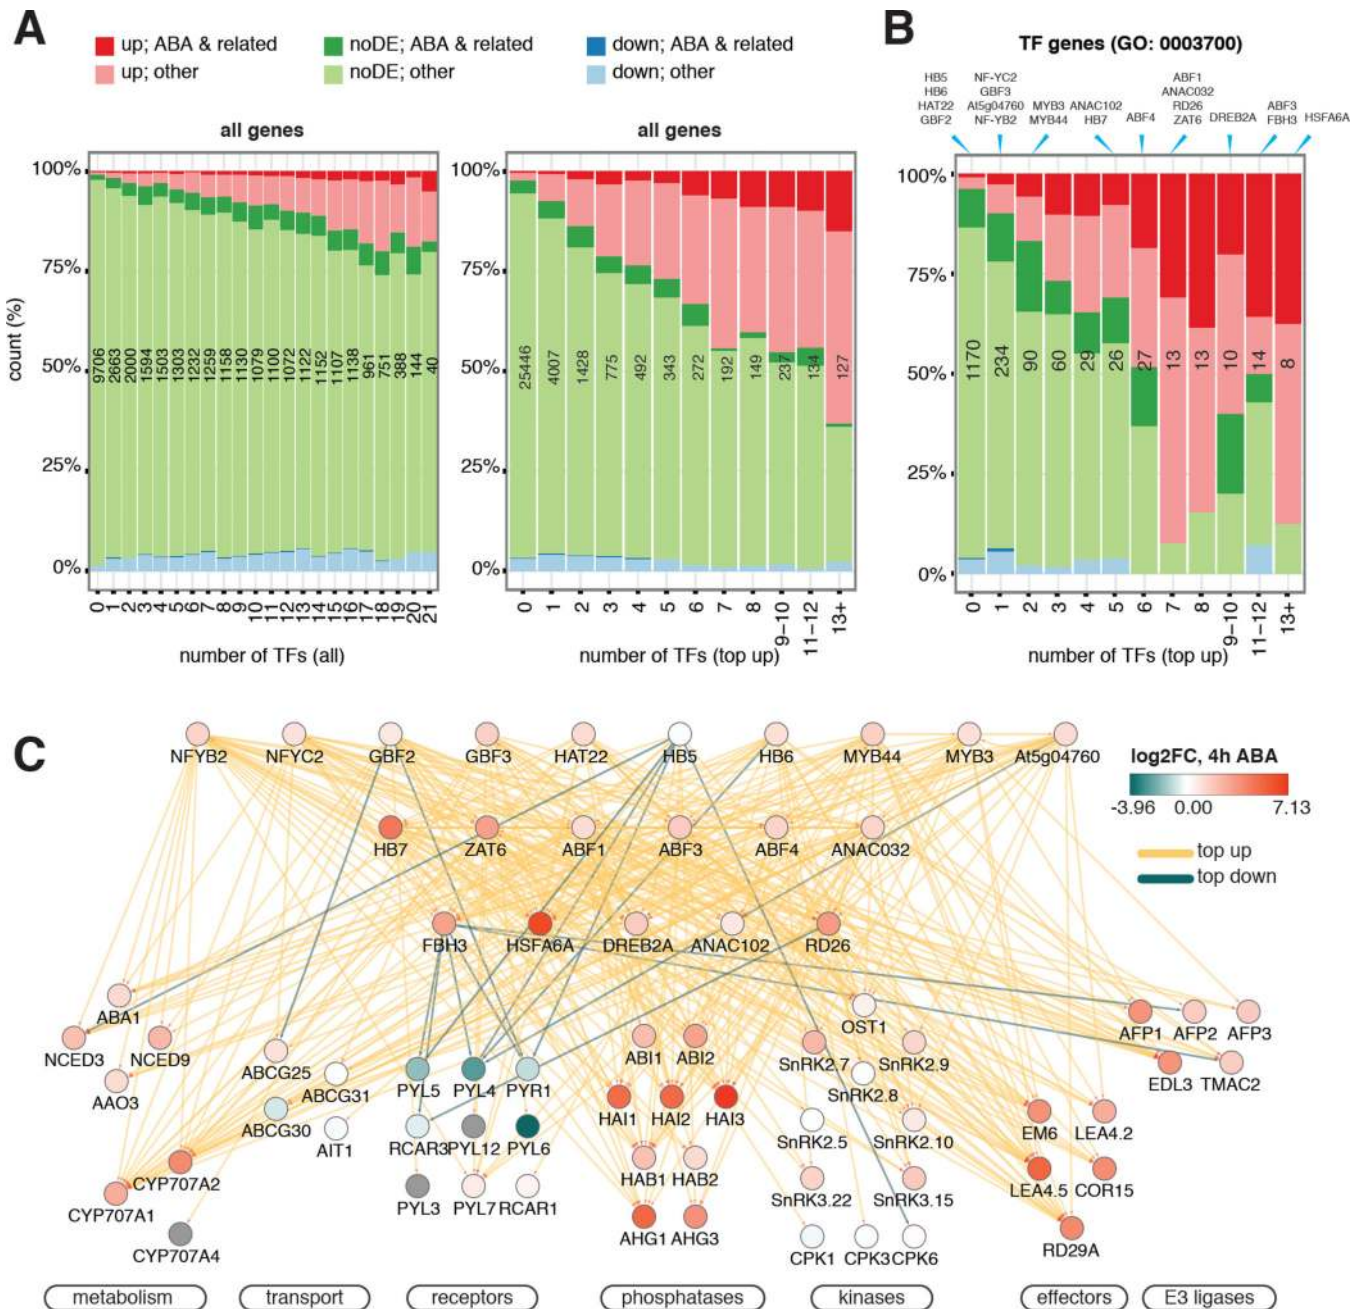 A
up; ABA & related
noDE; ABA & related
down; ABA & related
up; other
noDE; other
down; other
all genes
all genes
count (%)
100%
75%
50%
25%
0%
9706
2663
2000
1594
1503
1303
1232
1259
1158
1130
1079
1100
1072
1122
1152
1107
1138
961
751
388
144
40
0
1
2
3
4
5
6
7
8
9
10
11
12
13
14
15
16
17
18
19
20
21
number of TFs (all)
100%
75%
50%
25%
0%
25446
4007
1428
775
492
343
272
192
149
237
134
127
0
1
2
3
4
5
6
7
8
9–10
11–12
13+
number of TFs (top up)
B
TF genes (GO: 0003700)
HB5
HB6
HAT22
GBF2
NF-YC2
GBF3
At5g04760
NF-YB2
MYB3
MYB44
ANAC102
HB7
ABF4
ABF1
ANAC032
RD26
ZAT6
DREB2A
ABF3
FBH3
HSFA6A
100%
75%
50%
25%
0%
1170
234
90
60
29
26
27
13
13
10
14
8
0
1
2
3
4
5
6
7
8
9–10
11–12
13+
number of TFs (top up)
C
NFYB2 NFYC2 GBF2 GBF3 HAT22 HB5 HB6 MYB44 MYB3 At5g04760
log2FC, 4h ABA
-3.96 0.00 7.13
top up
top down
HB7 ZAT6 ABF1 ABF3 ABF4 ANAC032
FBH3 HSFA6A DREB2A ANAC102 RD26
ABA1
NCED3 NCED9
AAO3
CYP707A2
CYP707A1
CYP707A4
ABCG25
ABCG31
ABCG30
AIT1
PYL5 PYL4 PYR1
RCAR3 PYL12 PYL6
PYL3 PYL7 RCAR1
ABI1 ABI2
HAI1 HAI2 HAI3
HAB1 HAB2
AHG1 AHG3
OST1
SnRK2.7 SnRK2.9
SnRK2.8
SnRK2.5 SnRK2.10
SnRK3.22 SnRK3.15
CPK1 CPK3 CPK6
AFP1 AFP2 AFP3
EDL3 TMAC2
EM6 LEA4.2
LEA4.5 COR15
RD29A
metabolism transport receptors phosphatases kinases effectors E3 ligases